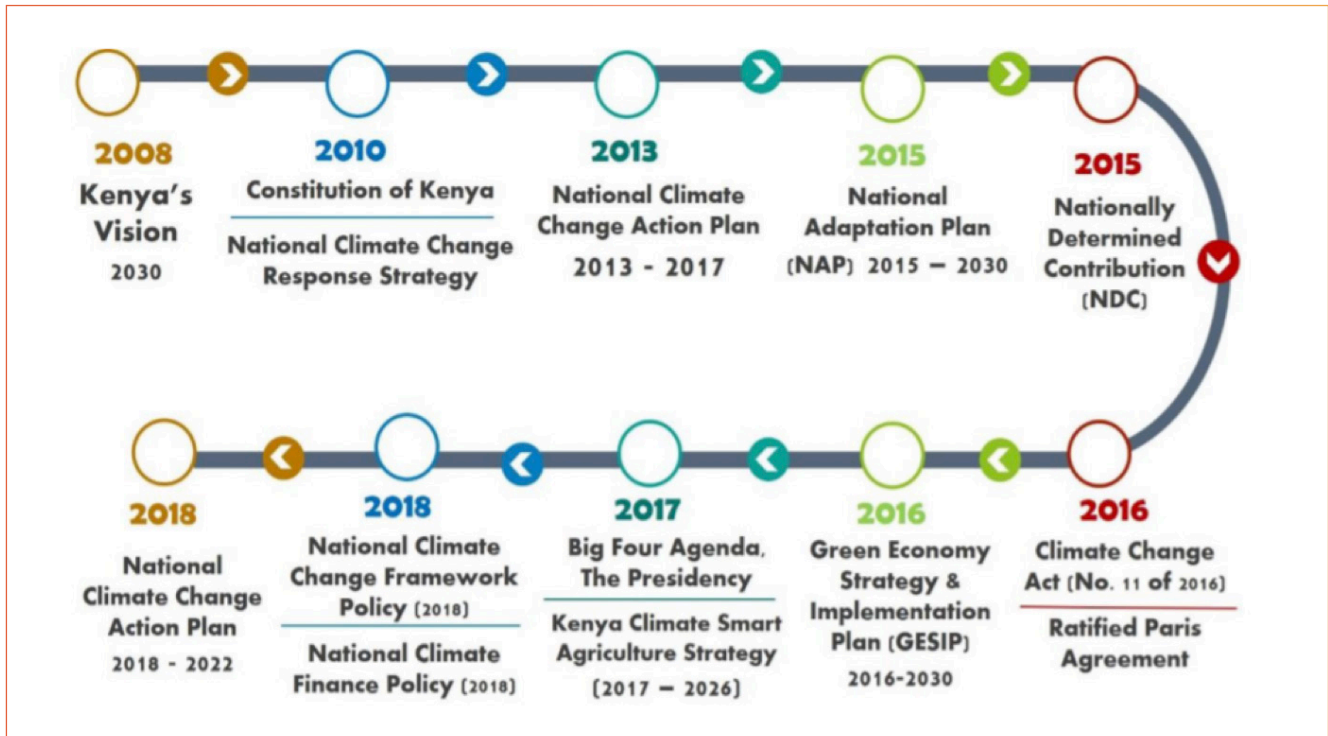 2008
Kenya's
Vision
2030
2010
Constitution of Kenya
National Climate Change
Response Strategy
2013
National Climate
Change Action Plan
2013 - 2017
2015
National
Adaptation Plan
(NAP) 2015 – 2030
2015
Nationally
Determined
Contribution
(NDC)
2016
Climate Change
Act (No. 11 of 2016)
Ratified Paris
Agreement
2016
Green Economy
Strategy &
Implementation
Plan (GESIP)
2016-2030
2017
Big Four Agenda,
The Presidency
Kenya Climate Smart
Agriculture Strategy
(2017 – 2026)
2018
National Climate
Change Framework
Policy (2018)
National Climate
Finance Policy (2018)
2018
National
Climate Change
Action Plan
2018 - 2022